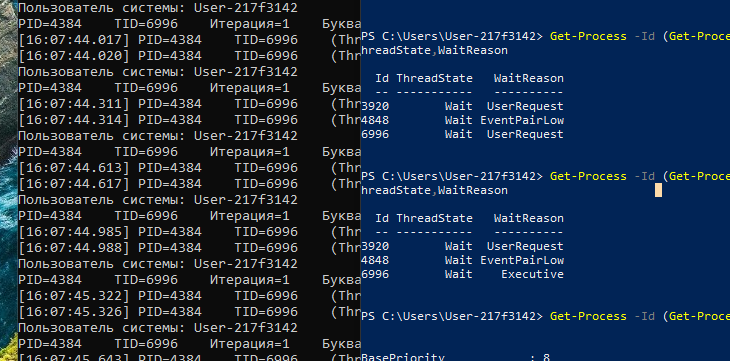 Пользователь системы: User-217f3142
PID=4384    TID=6996    Итерация=1    Буква
[16:07:44.017] PID=4384    TID=6996    (Thr
[16:07:44.020] PID=4384    TID=6996    (Thr
Пользователь системы: User-217f3142
PID=4384    TID=6996    Итерация=1    Буква
[16:07:44.311] PID=4384    TID=6996    (Thr
[16:07:44.314] PID=4384    TID=6996    (Thr
Пользователь системы: User-217f3142
PID=4384    TID=6996    Итерация=1    Буква
[16:07:44.613] PID=4384    TID=6996    (Thr
[16:07:44.617] PID=4384    TID=6996    (Thr
Пользователь системы: User-217f3142
PID=4384    TID=6996    Итерация=1    Буква
[16:07:44.985] PID=4384    TID=6996    (Thr
[16:07:44.988] PID=4384    TID=6996    (Thr
Пользователь системы: User-217f3142
PID=4384    TID=6996    Итерация=1    Буква
[16:07:45.322] PID=4384    TID=6996    (Thr
[16:07:45.326] PID=4384    TID=6996    (Thr
Пользователь системы: User-217f3142
PID=4384    TID=6996    Итерация=1    Буква
[16:07:45.643] PID=4384    TID=6996    (Thr
PS C:\Users\User-217f3142> Get-Process -Id (Get-Proce
hreadState,WaitReason
  Id ThreadState   WaitReason
  -- -----------   ----------
3920        Wait  UserRequest
4848        Wait EventPairLow
6996        Wait  UserRequest
PS C:\Users\User-217f3142> Get-Process -Id (Get-Proce
hreadState,WaitReason
  Id ThreadState   WaitReason
  -- -----------   ----------
3920        Wait  UserRequest
4848        Wait EventPairLow
6996        Wait    Executive
PS C:\Users\User-217f3142> Get-Process -Id (Get-Proce
BasePriority            : 8